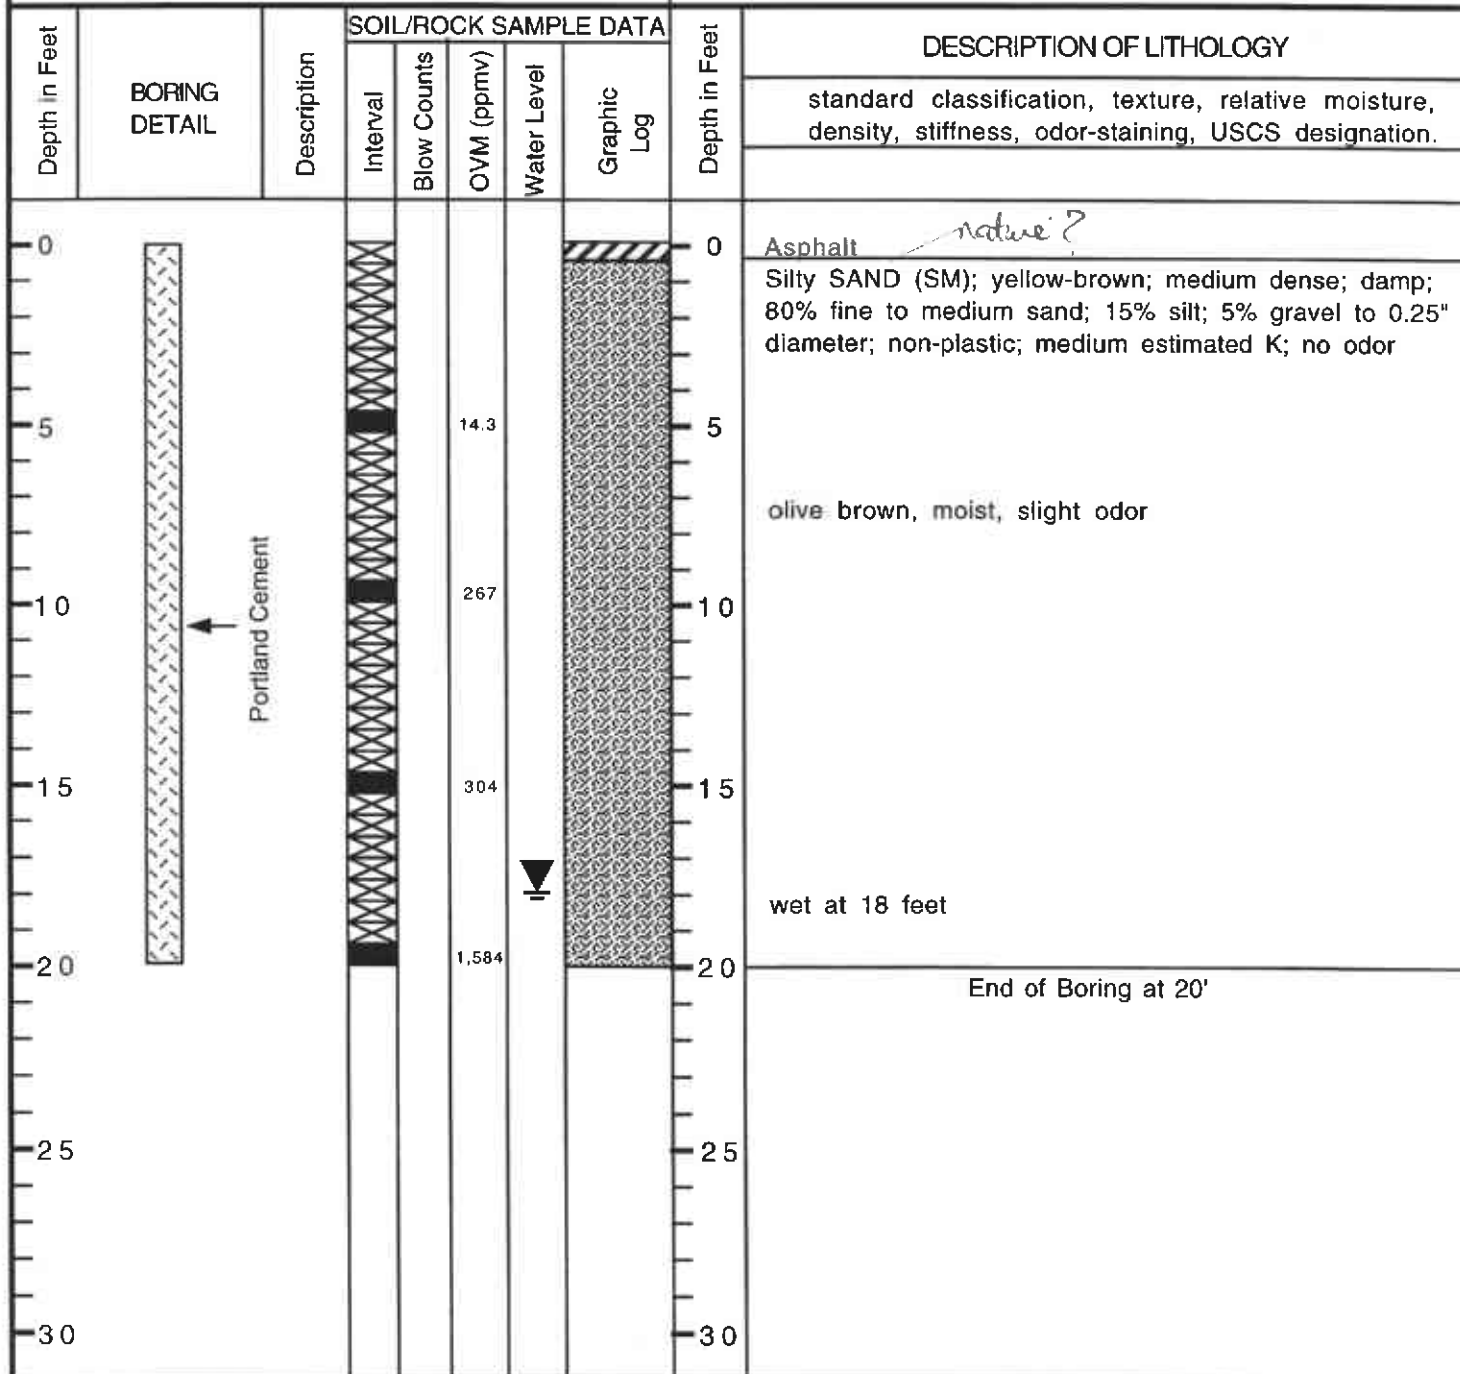 SOIL/ROCK SAMPLE DATA
Depth in Feet
BORING
DETAIL
Description
Interval
Blow Counts
OVM (ppmv)
Water Level
Graphic
Log
Depth in Feet
DESCRIPTION OF LITHOLOGY
standard classification, texture, relative moisture,
density, stiffness, odor-staining, USCS designation.
0
0
Asphalt
nature?
Silty SAND (SM); yellow-brown; medium dense; damp;
80% fine to medium sand; 15% silt; 5% gravel to 0.25"
diameter; non-plastic; medium estimated K; no odor
5
14.3
5
olive brown, moist, slight odor
10
Portland Cement
267
10
15
304
15
wet at 18 feet
20
1,584
20
End of Boring at 20'
25
25
30
30